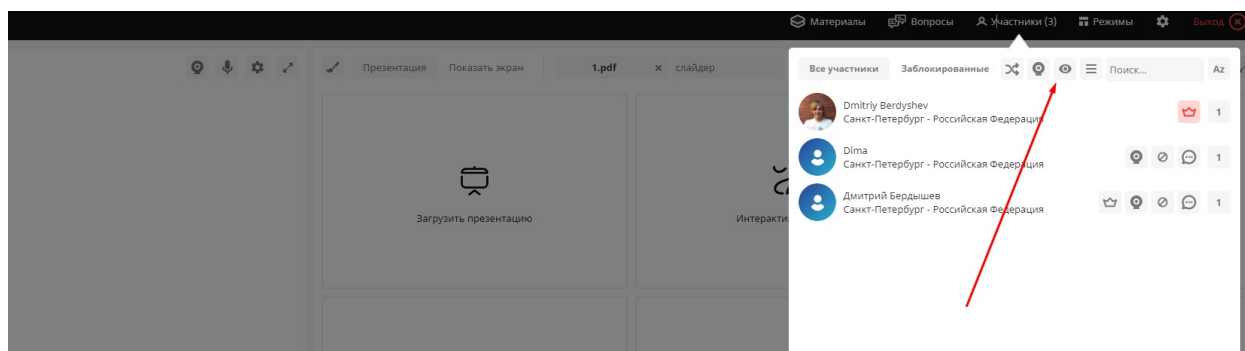 Материалы Вопросы Участники (3) Режимы Выход
Презентация Показать экран 1.pdf x слайдер
Все участники Заблокированные Поиск... Az
Dmitriy Berdyshev
Санкт-Петербург - Российская Федерация
1
Dima
Санкт-Петербург - Российская Федерация
1
Дмитрий Бердышев
Санкт-Петербург - Российская Федерация
1
Загрузить презентацию
Интеракти